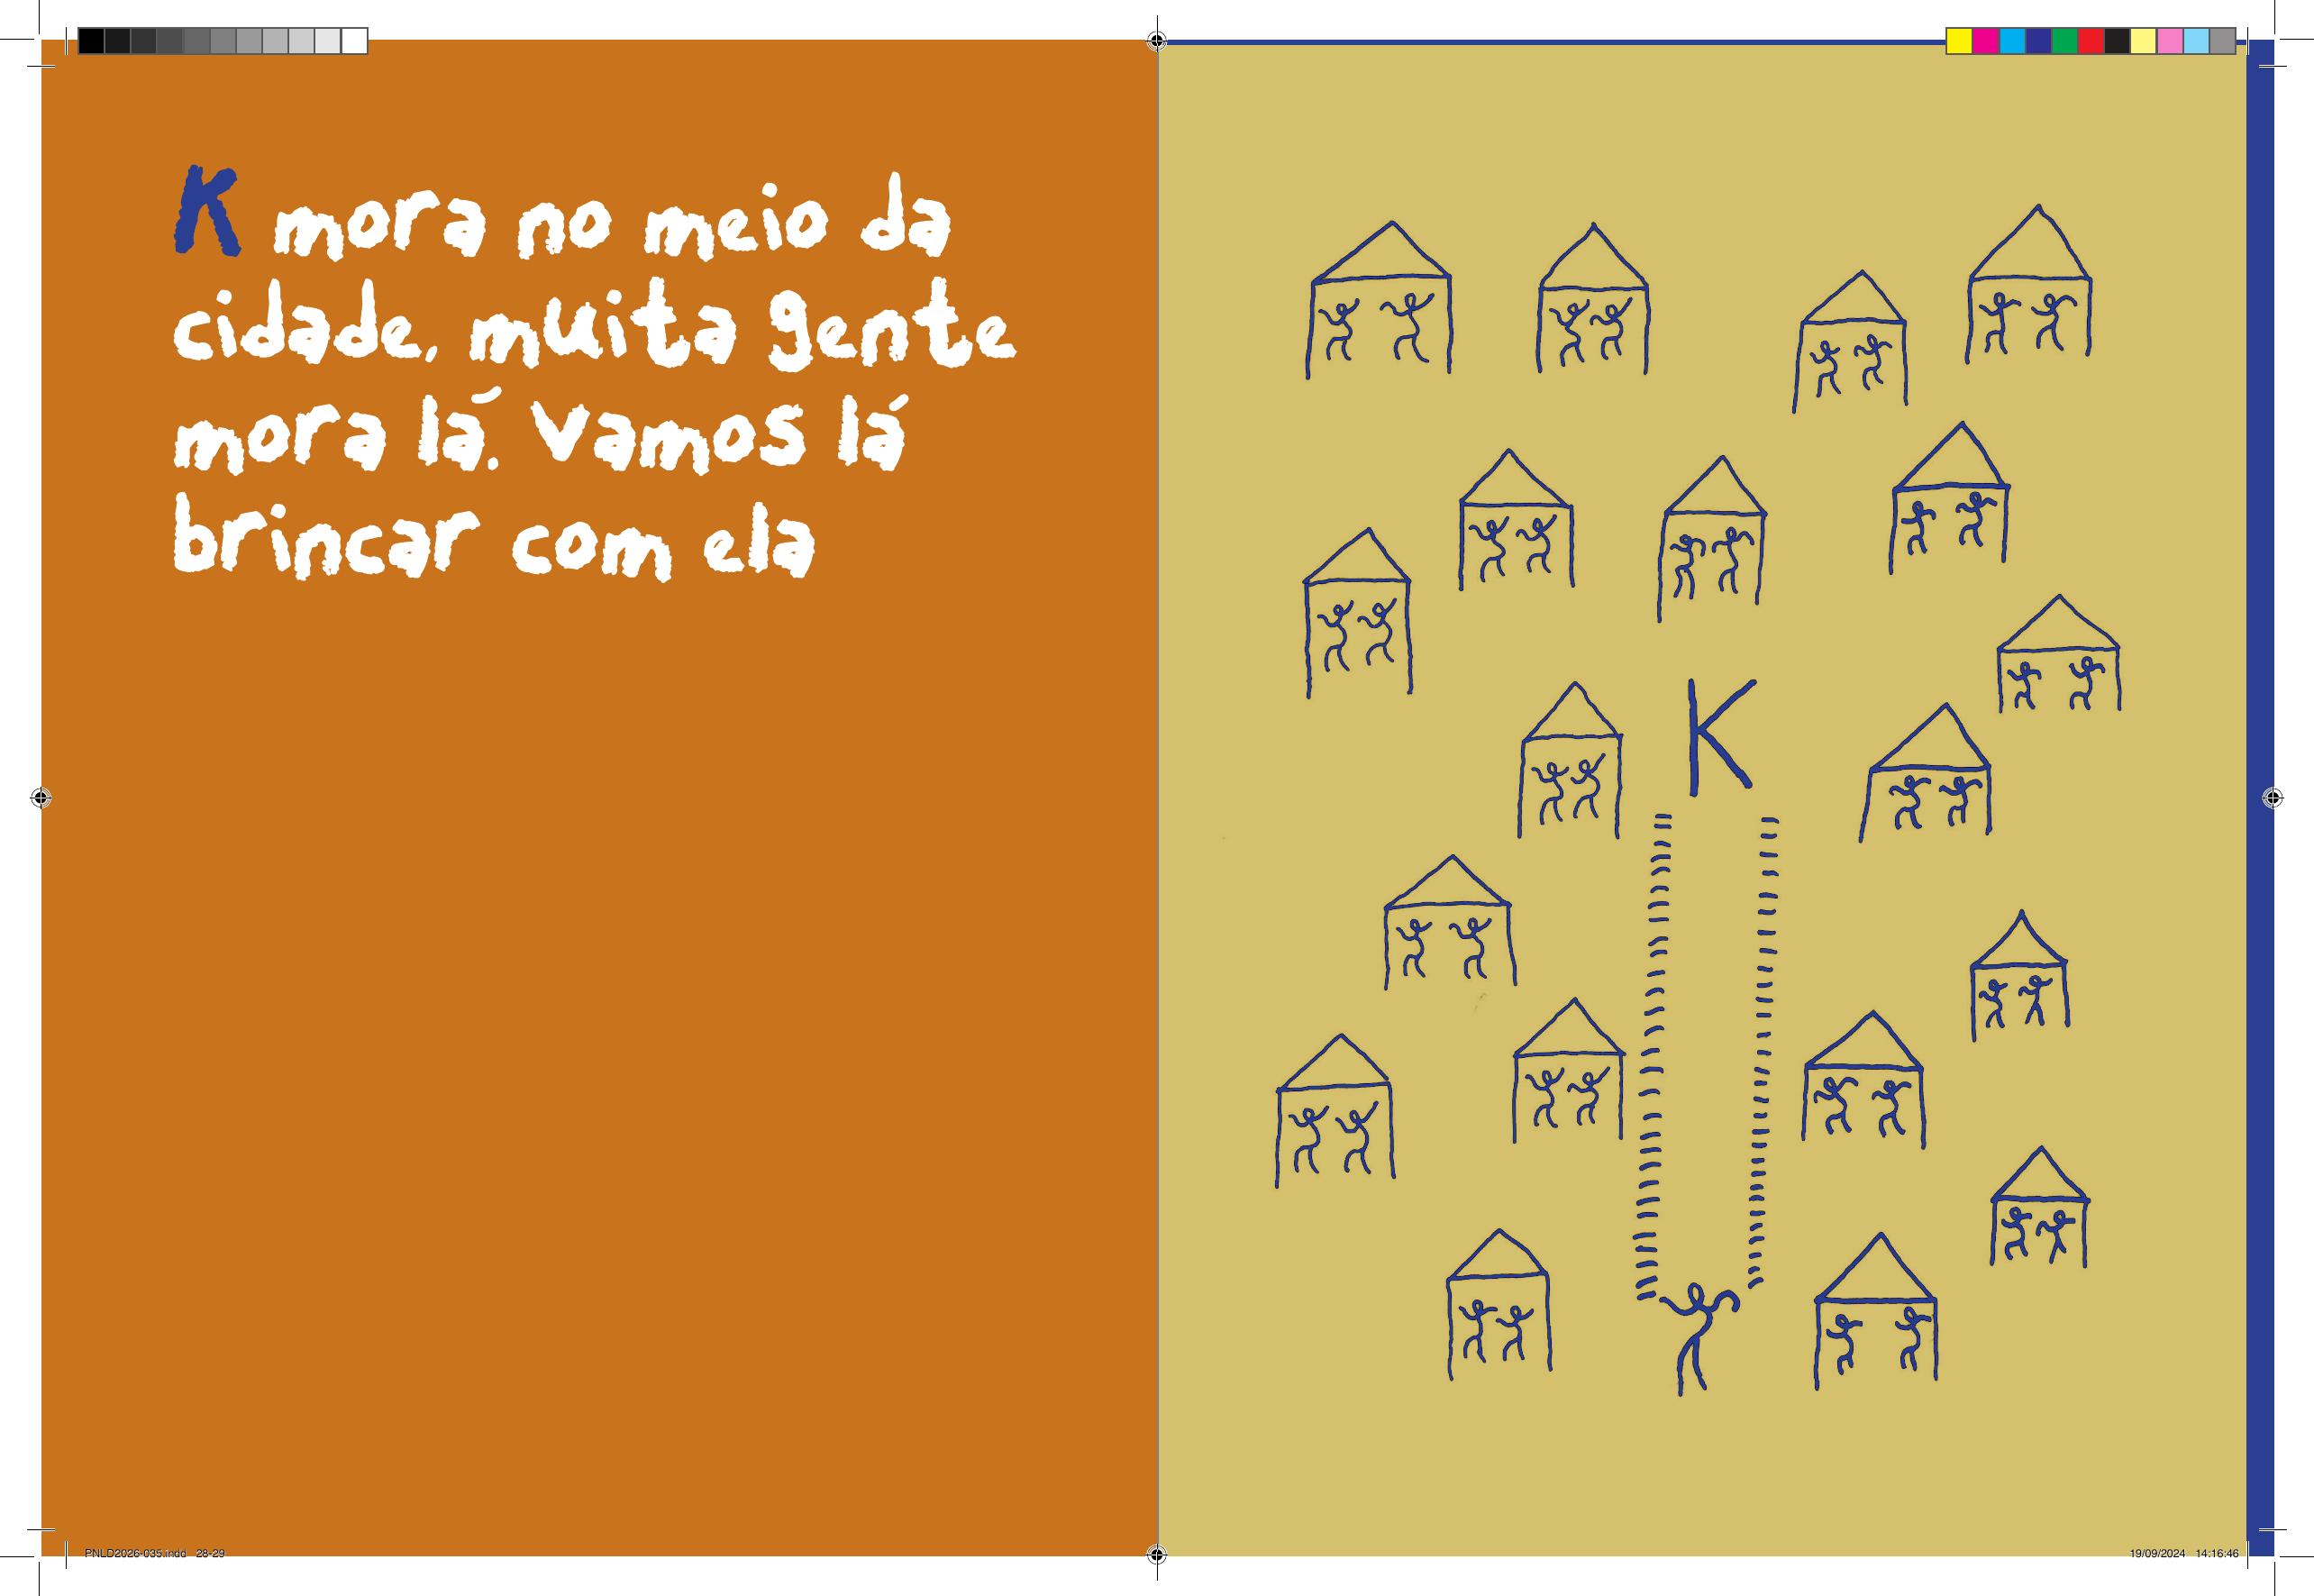 K mora no meio da
cidade, muita gente
mora lá. Vamos lá
brincar com ela
K
PNLD2026-035.indd 28-29
19/09/2024 14:16:46